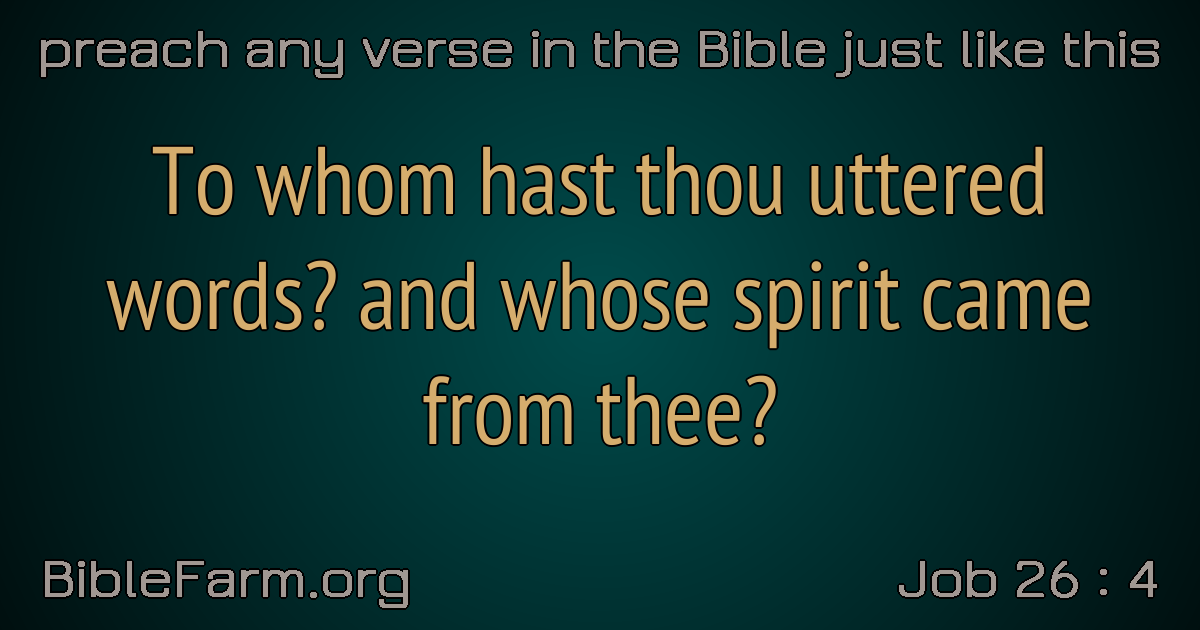 preach any verse in the Bible just like this
To whom hast thou uttered
words? and whose spirit came
from thee?
BibleFarm.org
Job 26 : 4